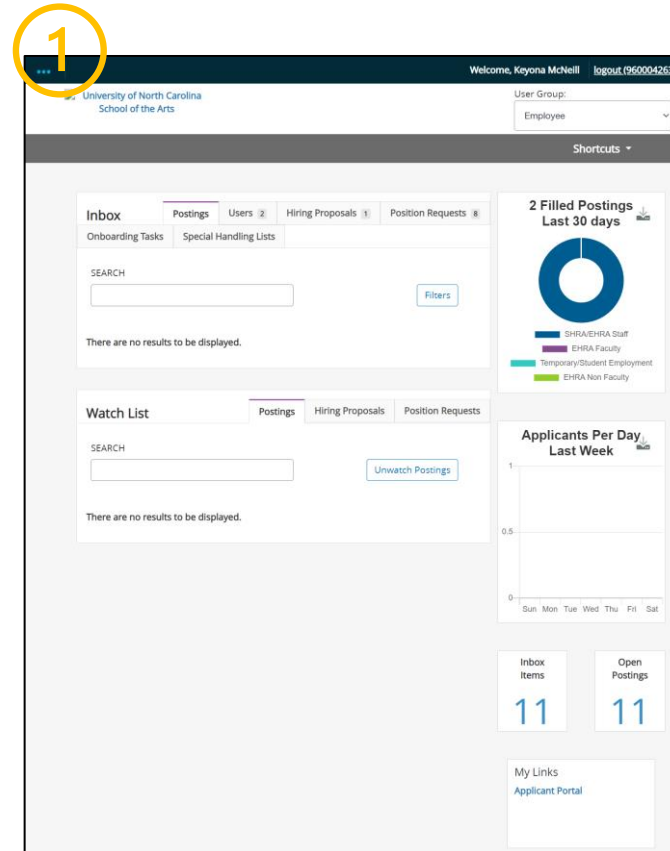 1
...
Welcome, Keyona McNeill logout (96000426
University of North Carolina
School of the Arts
User Group:
Employee
Shortcuts
Inbox Postings Users 2 Hiring Proposals 1 Position Requests 8
Onboarding Tasks Special Handling Lists
SEARCH
Filters
There are no results to be displayed.
Watch List Postings Hiring Proposals Position Requests
SEARCH
Unwatch Postings
There are no results to be displayed.
2 Filled Postings
Last 30 days
SHRA/EHRA Staff
EHRA Faculty
Temporary/Student Employment
EHRA Non Faculty
Applicants Per Day
Last Week
1
0.5
0
Sun Mon Tue Wed Thu Fri Sat
Inbox
Items
11
Open
Postings
11
My Links
Applicant Portal